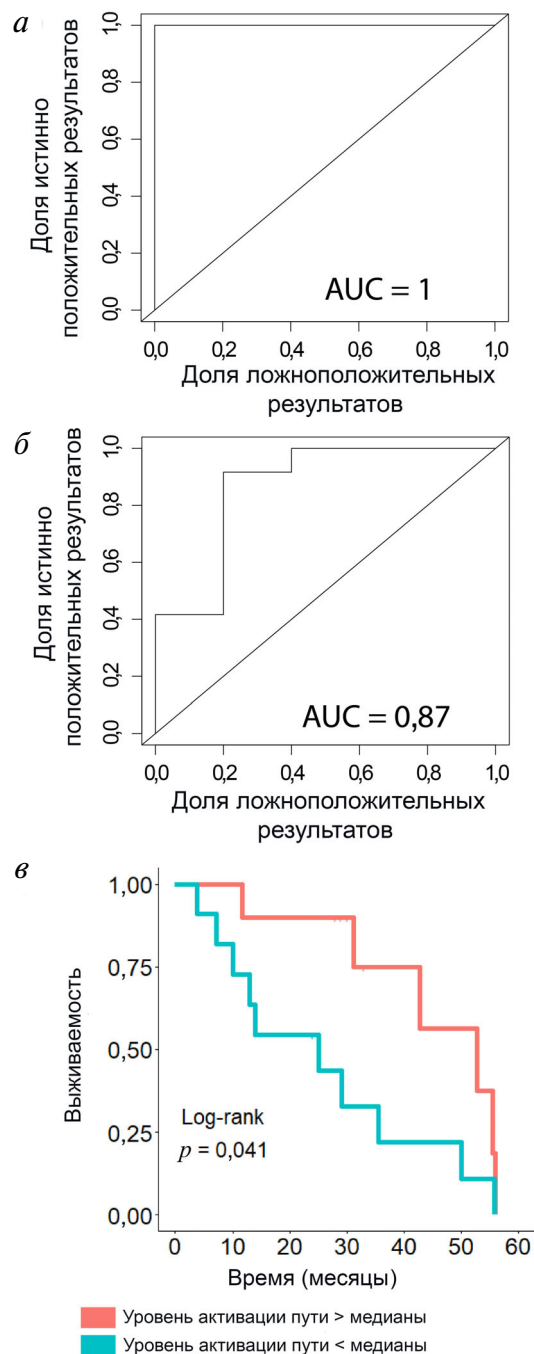 а
Доля истинно
положительных результатов
1,0
0,8
0,6
0,4
0,2
0,0
AUC = 1
0,0 0,2 0,4 0,6 0,8 1,0
Доля ложноположительных
результатов
б
Доля истинно
положительных результатов
1,0
0,8
0,6
0,4
0,2
0,0
AUC = 0,87
0,0 0,2 0,4 0,6 0,8 1,0
Доля ложноположительных
результатов
в
Выживаемость
1,00
0,75
0,50
0,25
0,00
Log-rank
p = 0,041
0 10 20 30 40 50 60
Время (месяцы)
Уровень активации пути > медианы
Уровень активации пути < медианы